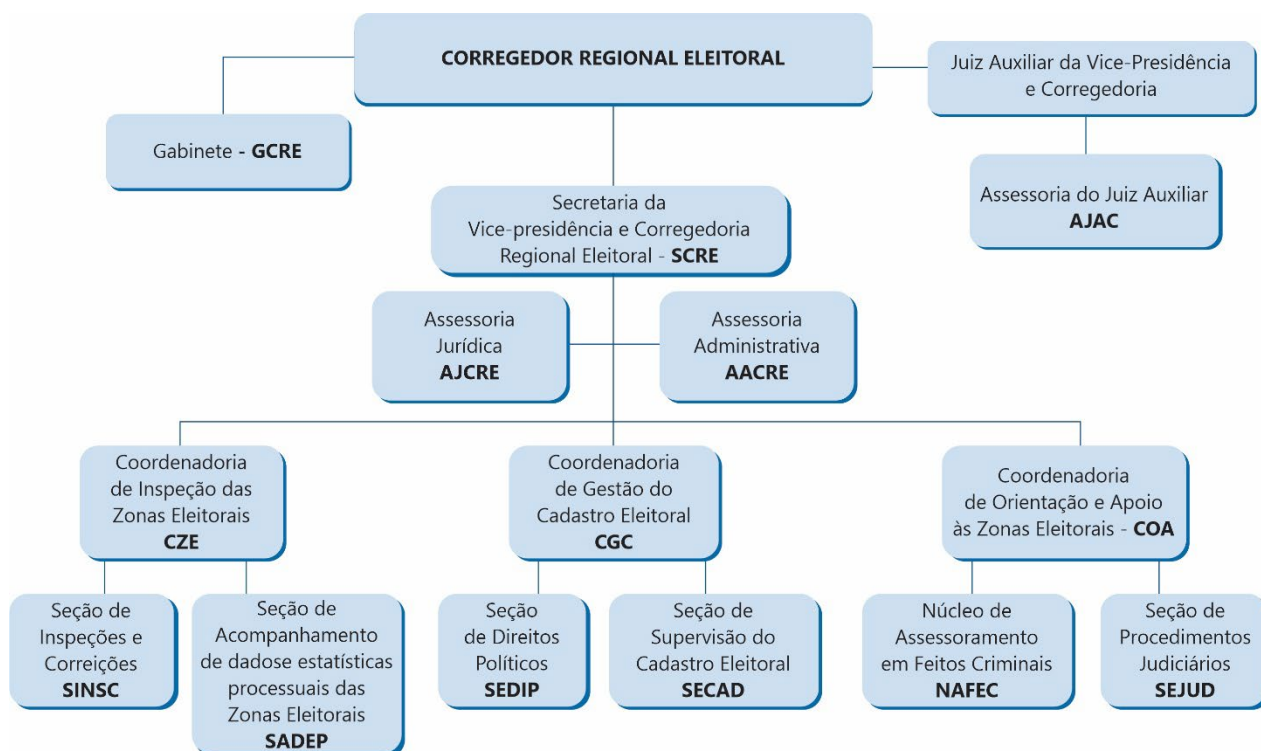 CORREGEDOR REGIONAL ELEITORAL
Juiz Auxiliar da Vice-Presidência
e Corregedoria
Gabinete - GCRE
Assessoria do Juiz Auxiliar
AJAC
Secretaria da
Vice-presidência e Corregedoria
Regional Eleitoral - SCRE
Assessoria
Jurídica
AJCRE
Assessoria
Administrativa
AACRE
Coordenadoria
de Inspeção das
Zonas Eleitorais
CZE
Coordenadoria
de Gestão do
Cadastro Eleitoral
CGC
Coordenadoria
de Orientação e Apoio
às Zonas Eleitorais - COA
Seção de
Inspeções e
Correições
SINSC
Seção de
Acompanhamento
de dadose estatísticas
processuais das
Zonas Eleitorais
SADEP
Seção
de Direitos
Políticos
SEDIP
Seção de
Supervisão do
Cadastro Eleitoral
SECAD
Núcleo de
Assessoramento
em Feitos Criminais
NAFEC
Seção de
Procedimentos
Judiciários
SEJUD